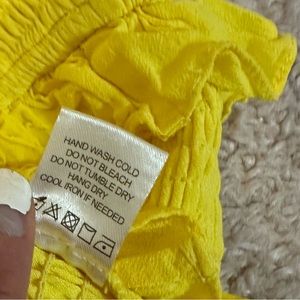 HAND WASH COLD
DO NOT BLEACH
DO NOT TUMBLE DRY
HANG DRY
COOL IRON IF NEEDED